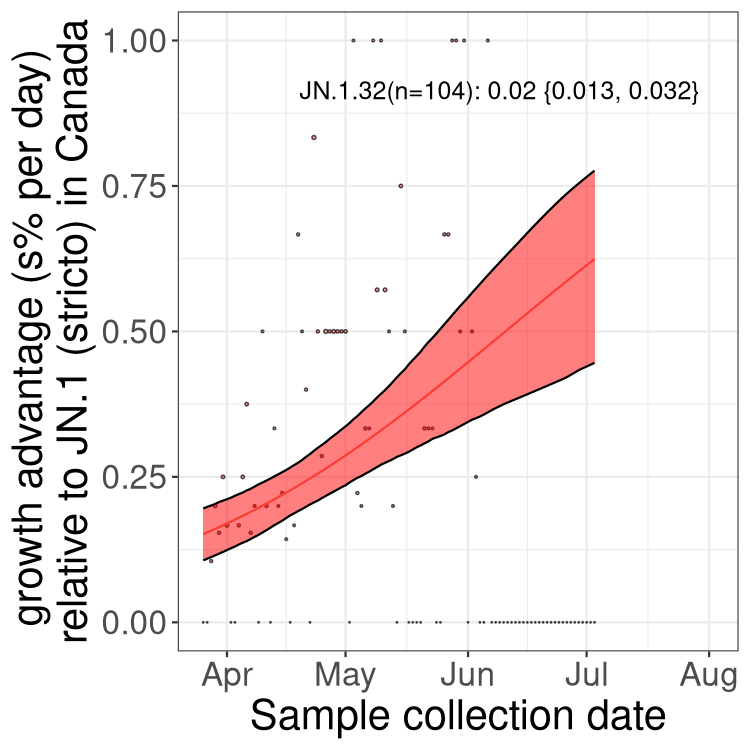 growth advantage (s% per day)
relative to JN.1 (stricto) in Canada
1.00
0.75
0.50
0.25
0.00
JN.1.32(n=104): 0.02 {0.013, 0.032}
Apr May Jun Jul Aug
Sample collection date